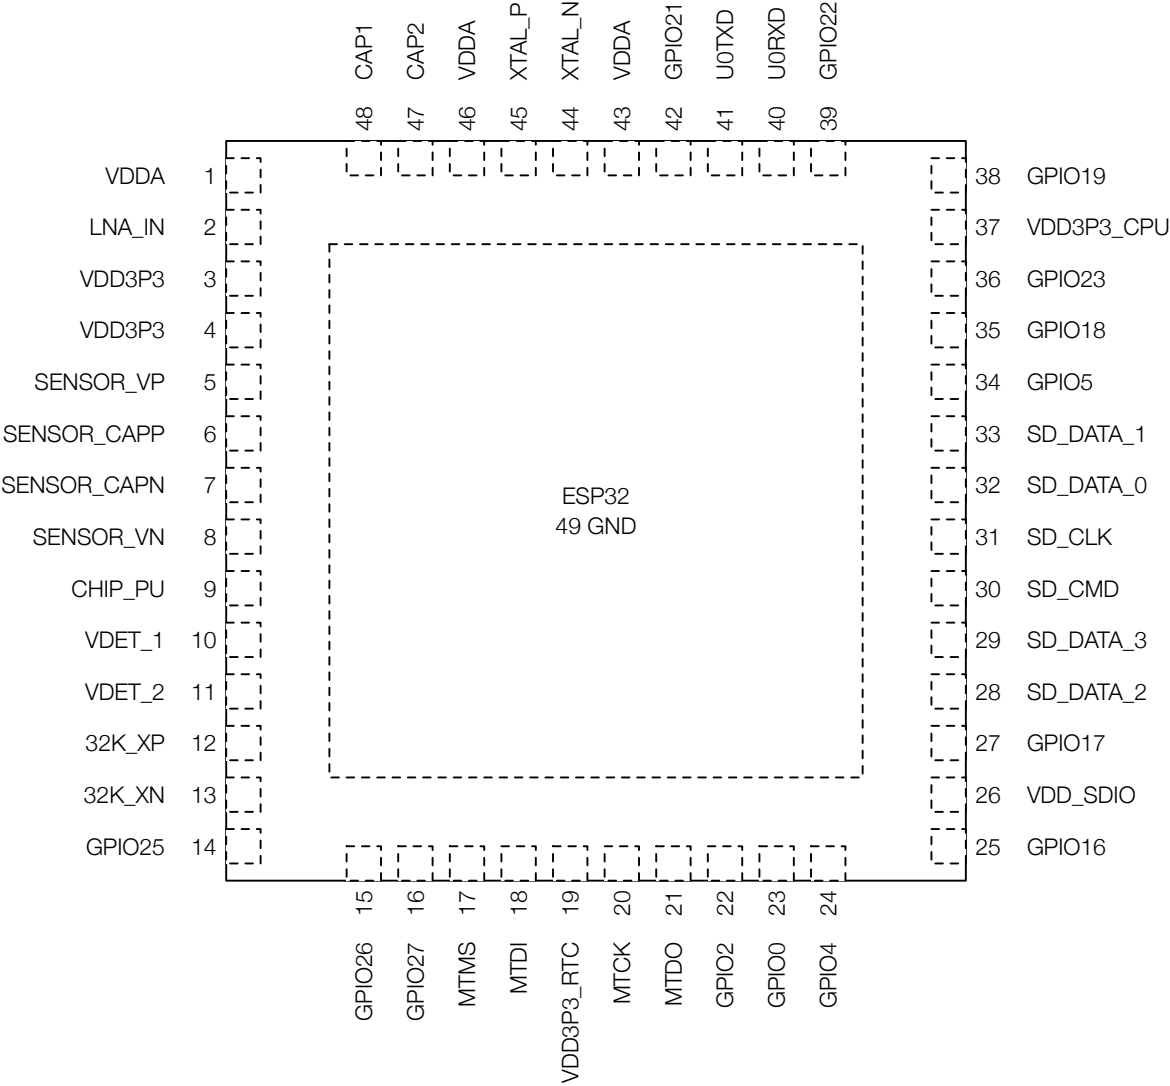 CAP1
CAP2
VDDA
XTAL_P
XTAL_N
VDDA
GPIO21
U0TXD
U0RXD
GPIO22
48
47
46
45
44
43
42
41
40
39
VDDA 1
LNA_IN 2
VDD3P3 3
VDD3P3 4
SENSOR_VP 5
SENSOR_CAPP 6
SENSOR_CAPN 7
SENSOR_VN 8
CHIP_PU 9
VDET_1 10
VDET_2 11
32K_XP 12
32K_XN 13
GPIO25 14
ESP32
49 GND
38 GPIO19
37 VDD3P3_CPU
36 GPIO23
35 GPIO18
34 GPIO5
33 SD_DATA_1
32 SD_DATA_0
31 SD_CLK
30 SD_CMD
29 SD_DATA_3
28 SD_DATA_2
27 GPIO17
26 VDD_SDIO
25 GPIO16
15
16
17
18
19
20
21
22
23
24
GPIO26
GPIO27
MTMS
MTDI
VDD3P3_RTC
MTCK
MTDO
GPIO2
GPIO0
GPIO4